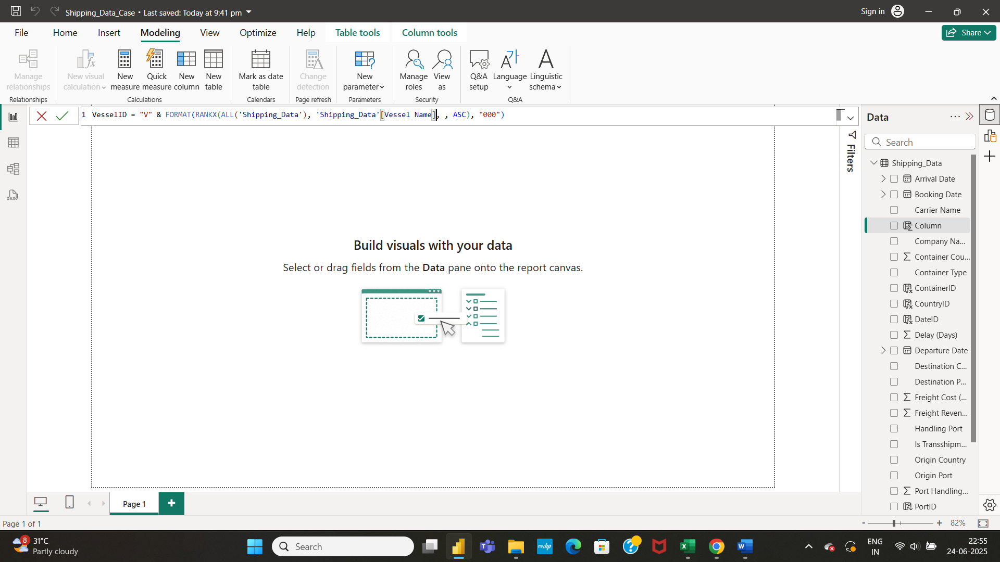 Shipping_Data_Case • Last saved: Today at 9:41 pm
Sign in
File
Home
Insert
Modeling
View
Optimize
Help
Table tools
Column tools
Share
Manage relationships
New visual calculation
New measure
Quick measure
New column
New table
Mark as date table
Change detection
New parameter
Manage roles
View as
Q&A setup
Language
Linguistic schema
Relationships
Calculations
Calendars
Page refresh
Parameters
Security
Q&A
1 VesselID = "V" & FORMAT(RANKX(ALL('Shipping_Data'), 'Shipping_Data'[Vessel Name], , ASC), "000")
Build visuals with your data
Select or drag fields from the Data pane onto the report canvas.
Filters
Data
Search
Shipping_Data
Arrival Date
Booking Date
Carrier Name
Column
Company Na...
Container Cou...
Container Type
ContainerID
CountryID
DateID
Delay (Days)
Departure Date
Destination C...
Destination P...
Freight Cost (...
Freight Reven...
Handling Port
Is Transshipm...
Origin Country
Origin Port
Port Handling...
PortID
DAX
Page 1
Page 1 of 1
82%
8
31°C
Partly cloudy
Search
myhp
ENG
IN
22:55
24-06-2025